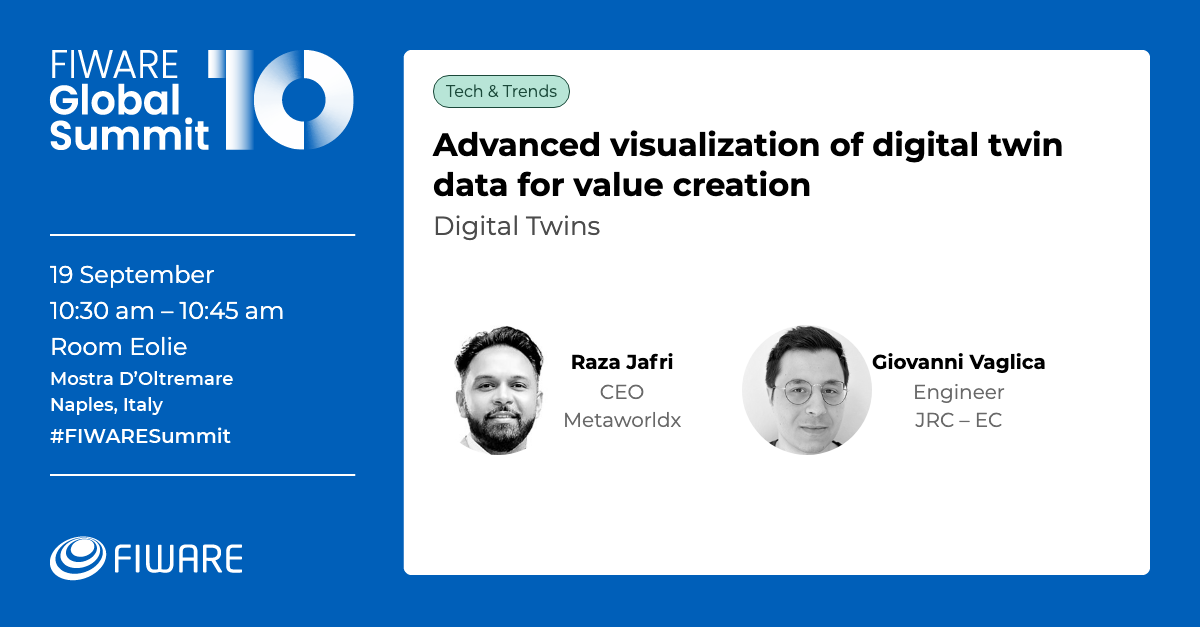 FIWARE
Global
Summit
10
19 September
10:30 am – 10:45 am
Room Eolie
Mostra D’Oltremare
Naples, Italy
#FIWARESummit
FIWARE
Tech & Trends
Advanced visualization of digital twin
data for value creation
Digital Twins
Raza Jafri
CEO
Metaworldx
Giovanni Vaglica
Engineer
JRC – EC